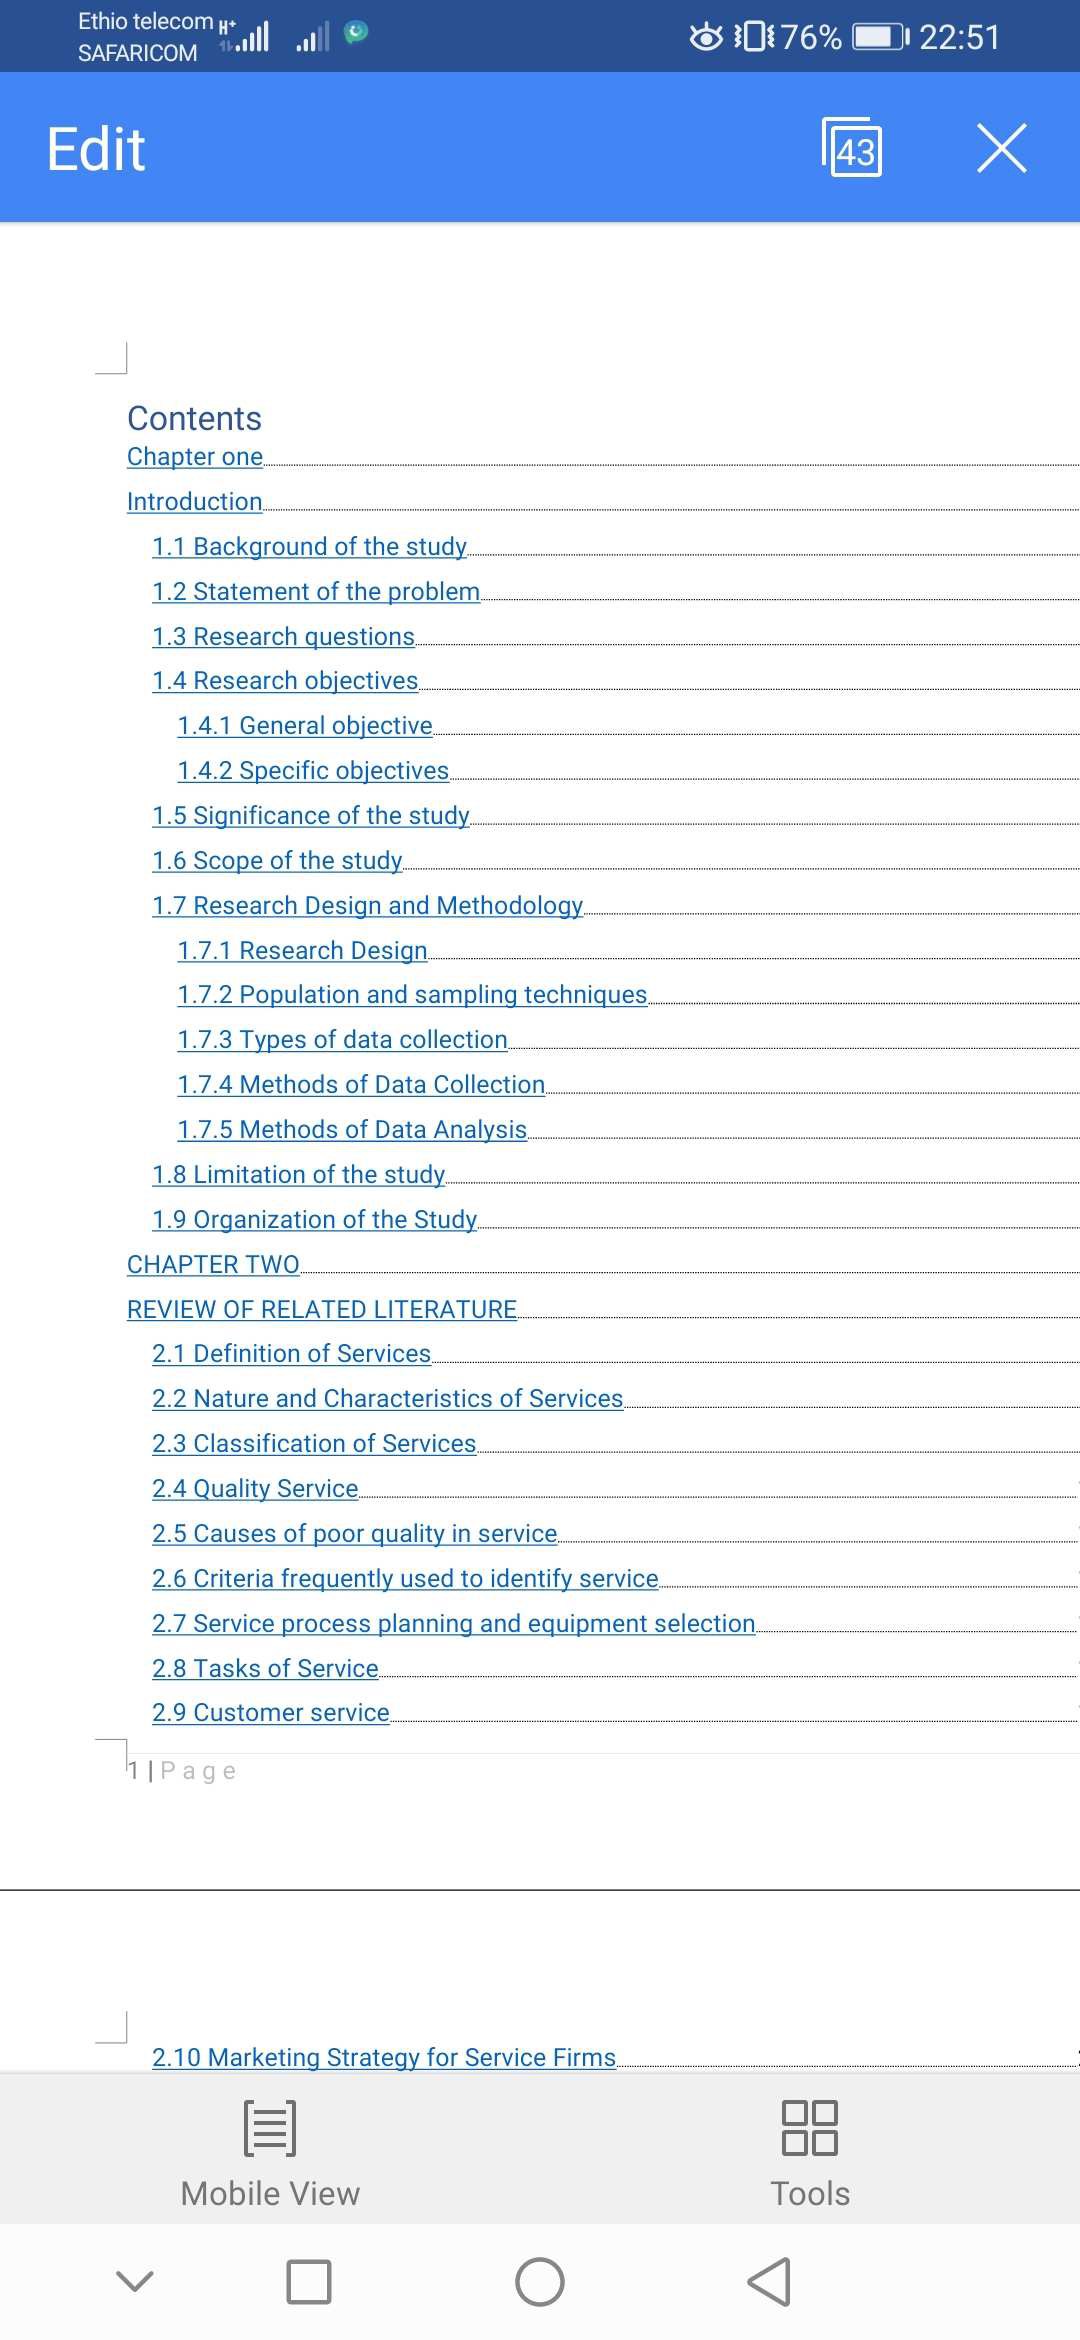 Ethio telecom H+
SAFARICOM
76% 22:51
Edit
43
Contents
Chapter one
Introduction
1.1 Background of the study
1.2 Statement of the problem
1.3 Research questions
1.4 Research objectives
1.4.1 General objective
1.4.2 Specific objectives
1.5 Significance of the study
1.6 Scope of the study
1.7 Research Design and Methodology
1.7.1 Research Design
1.7.2 Population and sampling techniques
1.7.3 Types of data collection
1.7.4 Methods of Data Collection
1.7.5 Methods of Data Analysis
1.8 Limitation of the study
1.9 Organization of the Study
CHAPTER TWO
REVIEW OF RELATED LITERATURE
2.1 Definition of Services
2.2 Nature and Characteristics of Services
2.3 Classification of Services
2.4 Quality Service
2.5 Causes of poor quality in service
2.6 Criteria frequently used to identify service
2.7 Service process planning and equipment selection
2.8 Tasks of Service
2.9 Customer service
1 | P a g e
2.10 Marketing Strategy for Service Firms
Mobile View
Tools